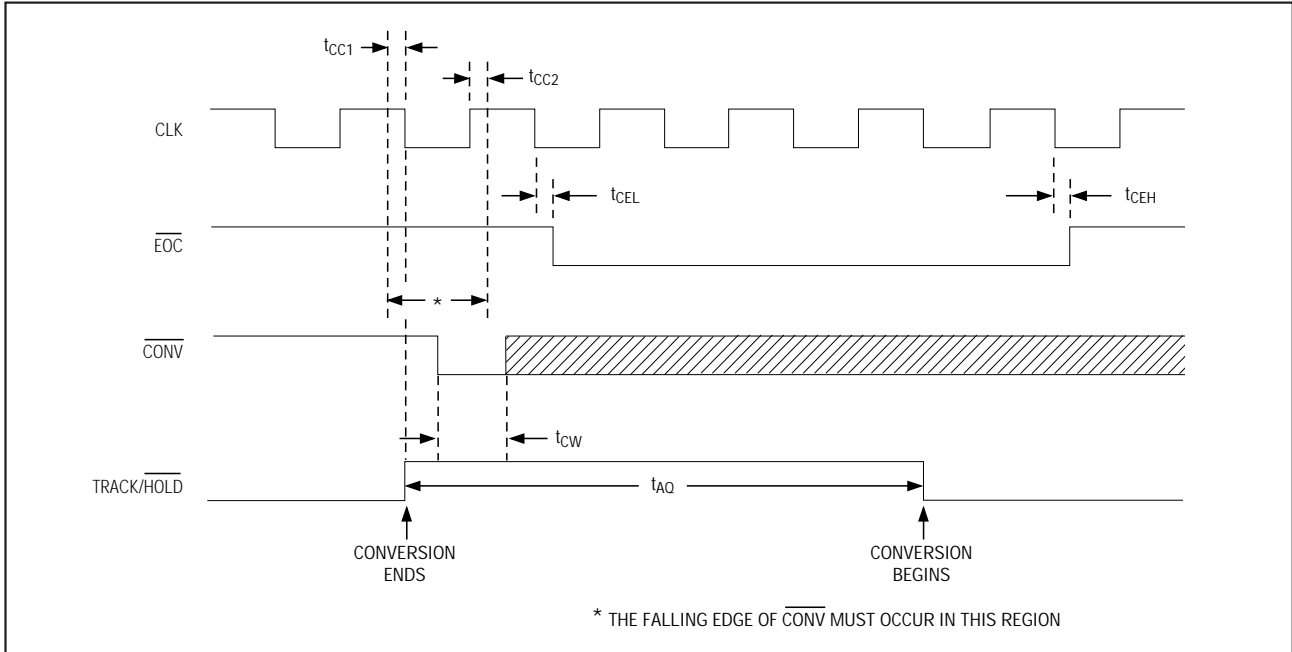 tCC1
tCC2
CLK
tCEL
tCEH
EOC
*
CONV
tCW
TRACK/HOLD
tAQ
CONVERSION
ENDS
CONVERSION
BEGINS
* THE FALLING EDGE OF CONV MUST OCCUR IN THIS REGION